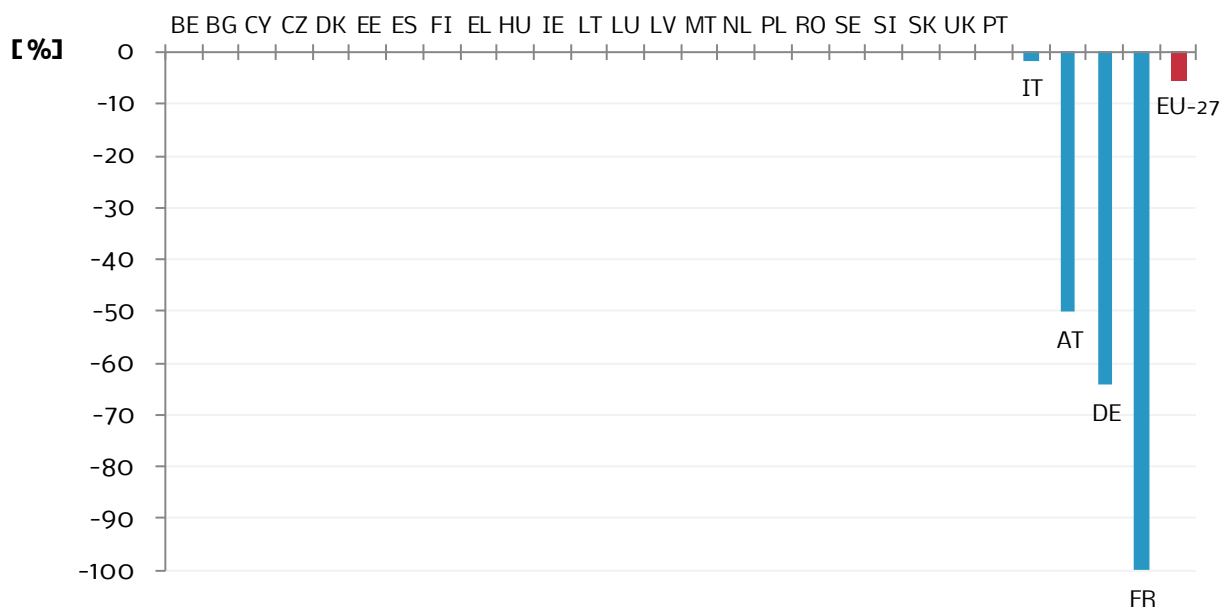 BE BG CY CZ DK EE ES FI EL HU IE LT LU LV MT NL PL RO SE SI SK UK PT
[%]
0
IT
EU-27
-10
-20
-30
-40
-50
AT
-60
DE
-70
-80
-90
-100
FR